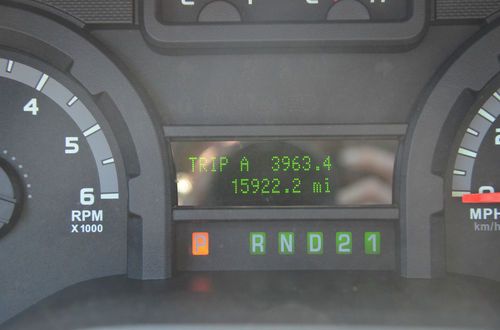 4
5
6
RPM
X1000
TRIP A 3963.4
15922.2 mi
P R N D 2 1
MPH
km/h